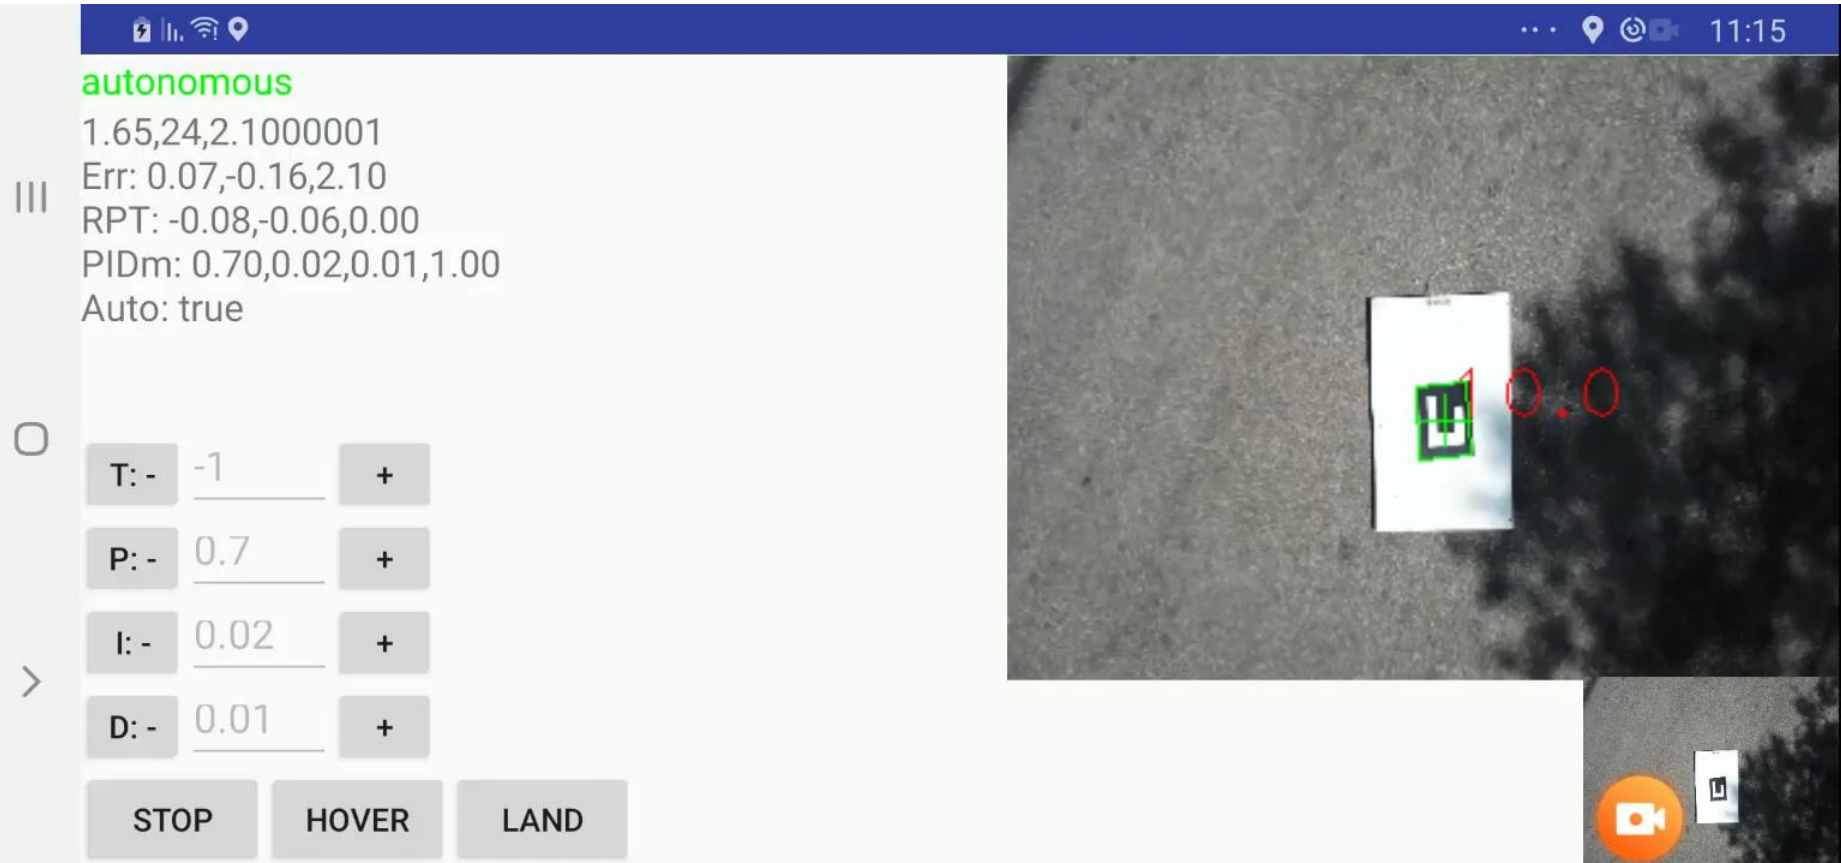 11:15
autonomous
1.65,24,2.1000001
Err: 0.07,-0.16,2.10
RPT: -0.08,-0.06,0.00
PIDm: 0.70,0.02,0.01,1.00
Auto: true
10.0
T: - -1 +
P: - 0.7 +
I: - 0.02 +
D: - 0.01 +
STOP HOVER LAND